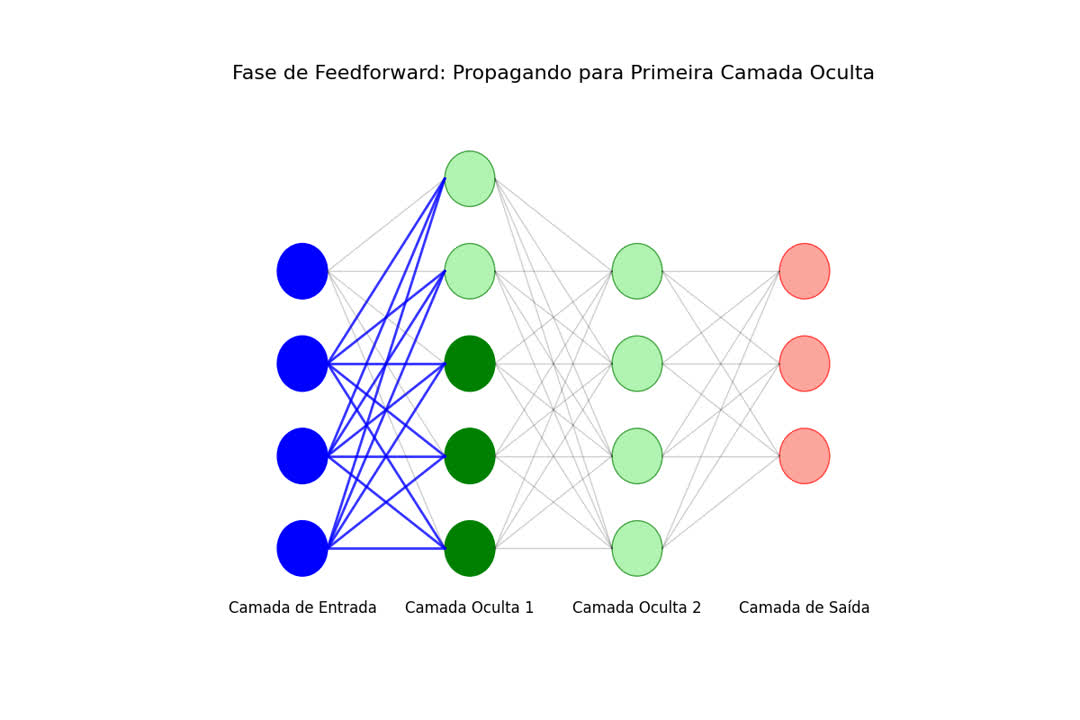 Fase de Feedforward: Propagando para Primeira Camada Oculta
Camada de Entrada
Camada Oculta 1
Camada Oculta 2
Camada de Saída